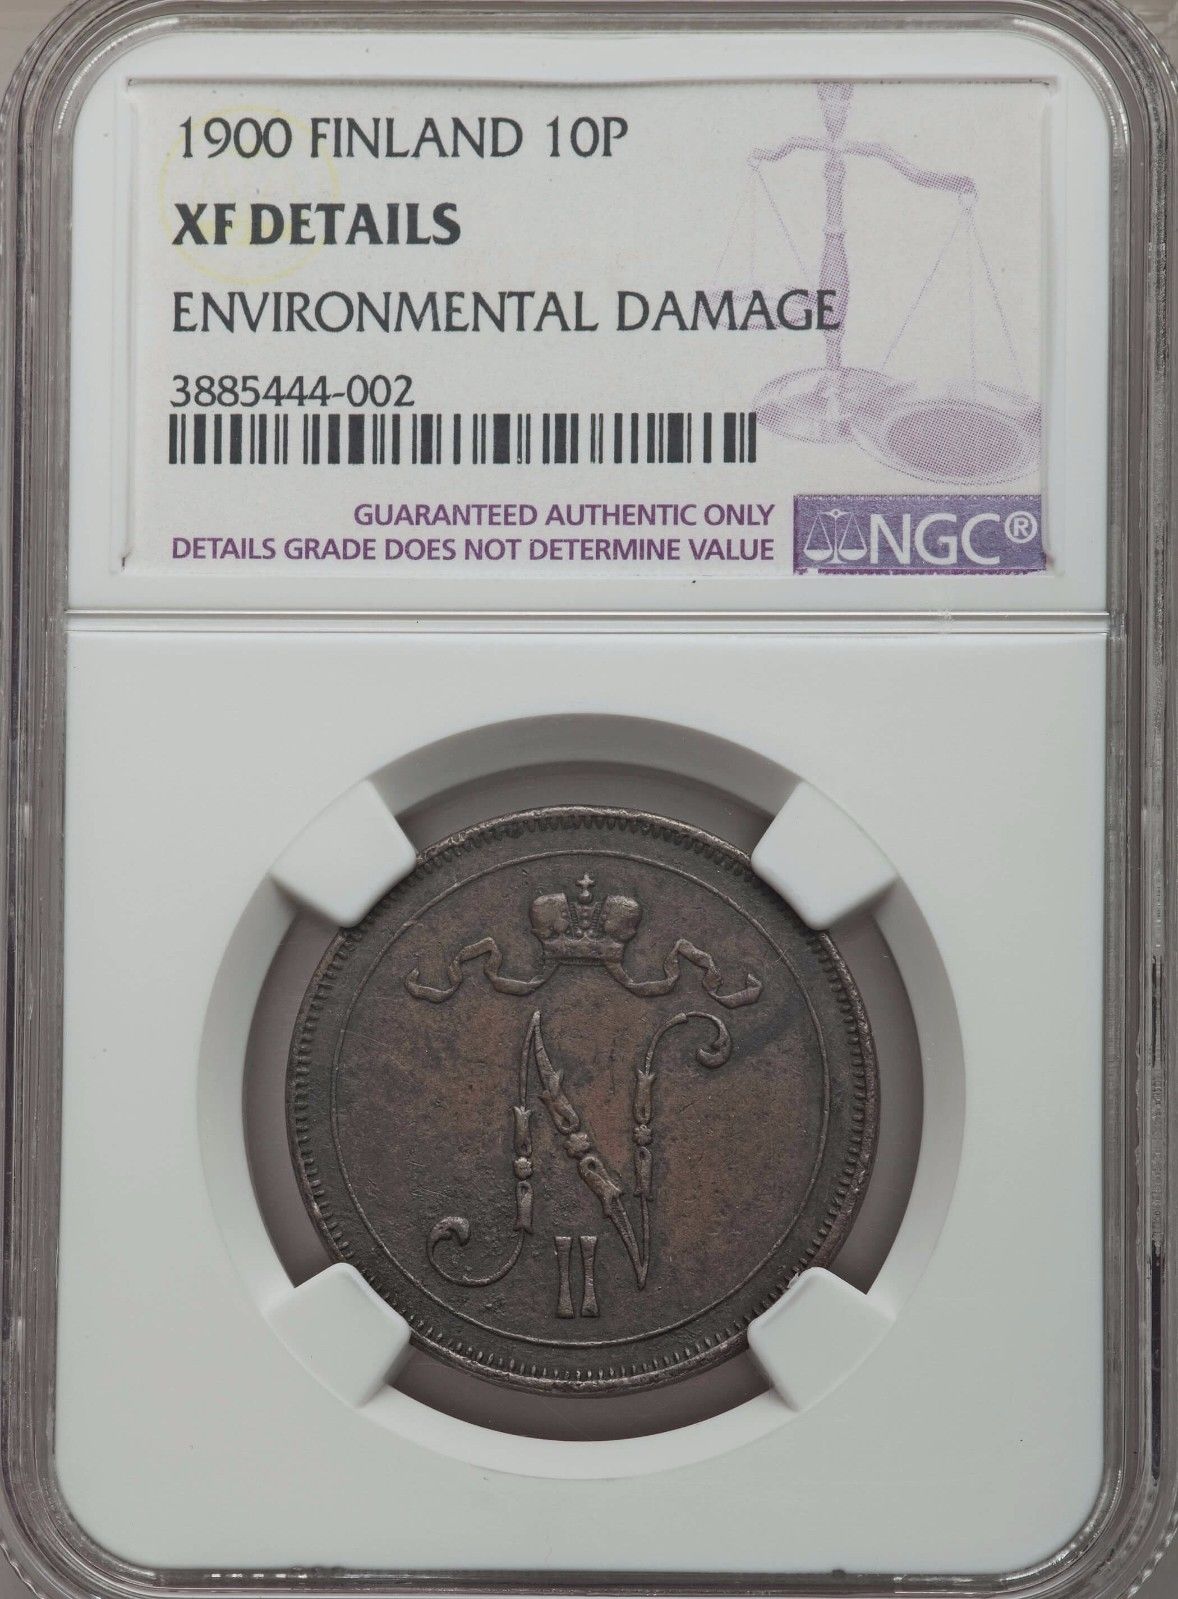 1900 FINLAND 10P
XF DETAILS
ENVIRONMENTAL DAMAGE
3885444-002
GUARANTEED AUTHENTIC ONLY
DETAILS GRADE DOES NOT DETERMINE VALUE
NGC®
N
II